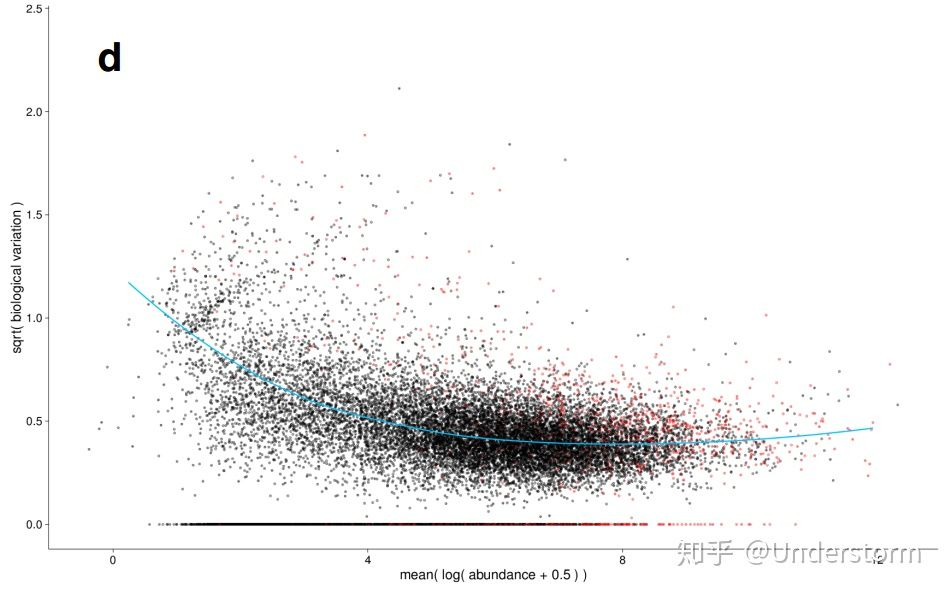 2.5
d
2.0
1.5
1.0
0.5
0.0
sqrt( biological variation )
0
4
8
12
mean( log( abundance + 0.5 ) )
知乎 @Understorm